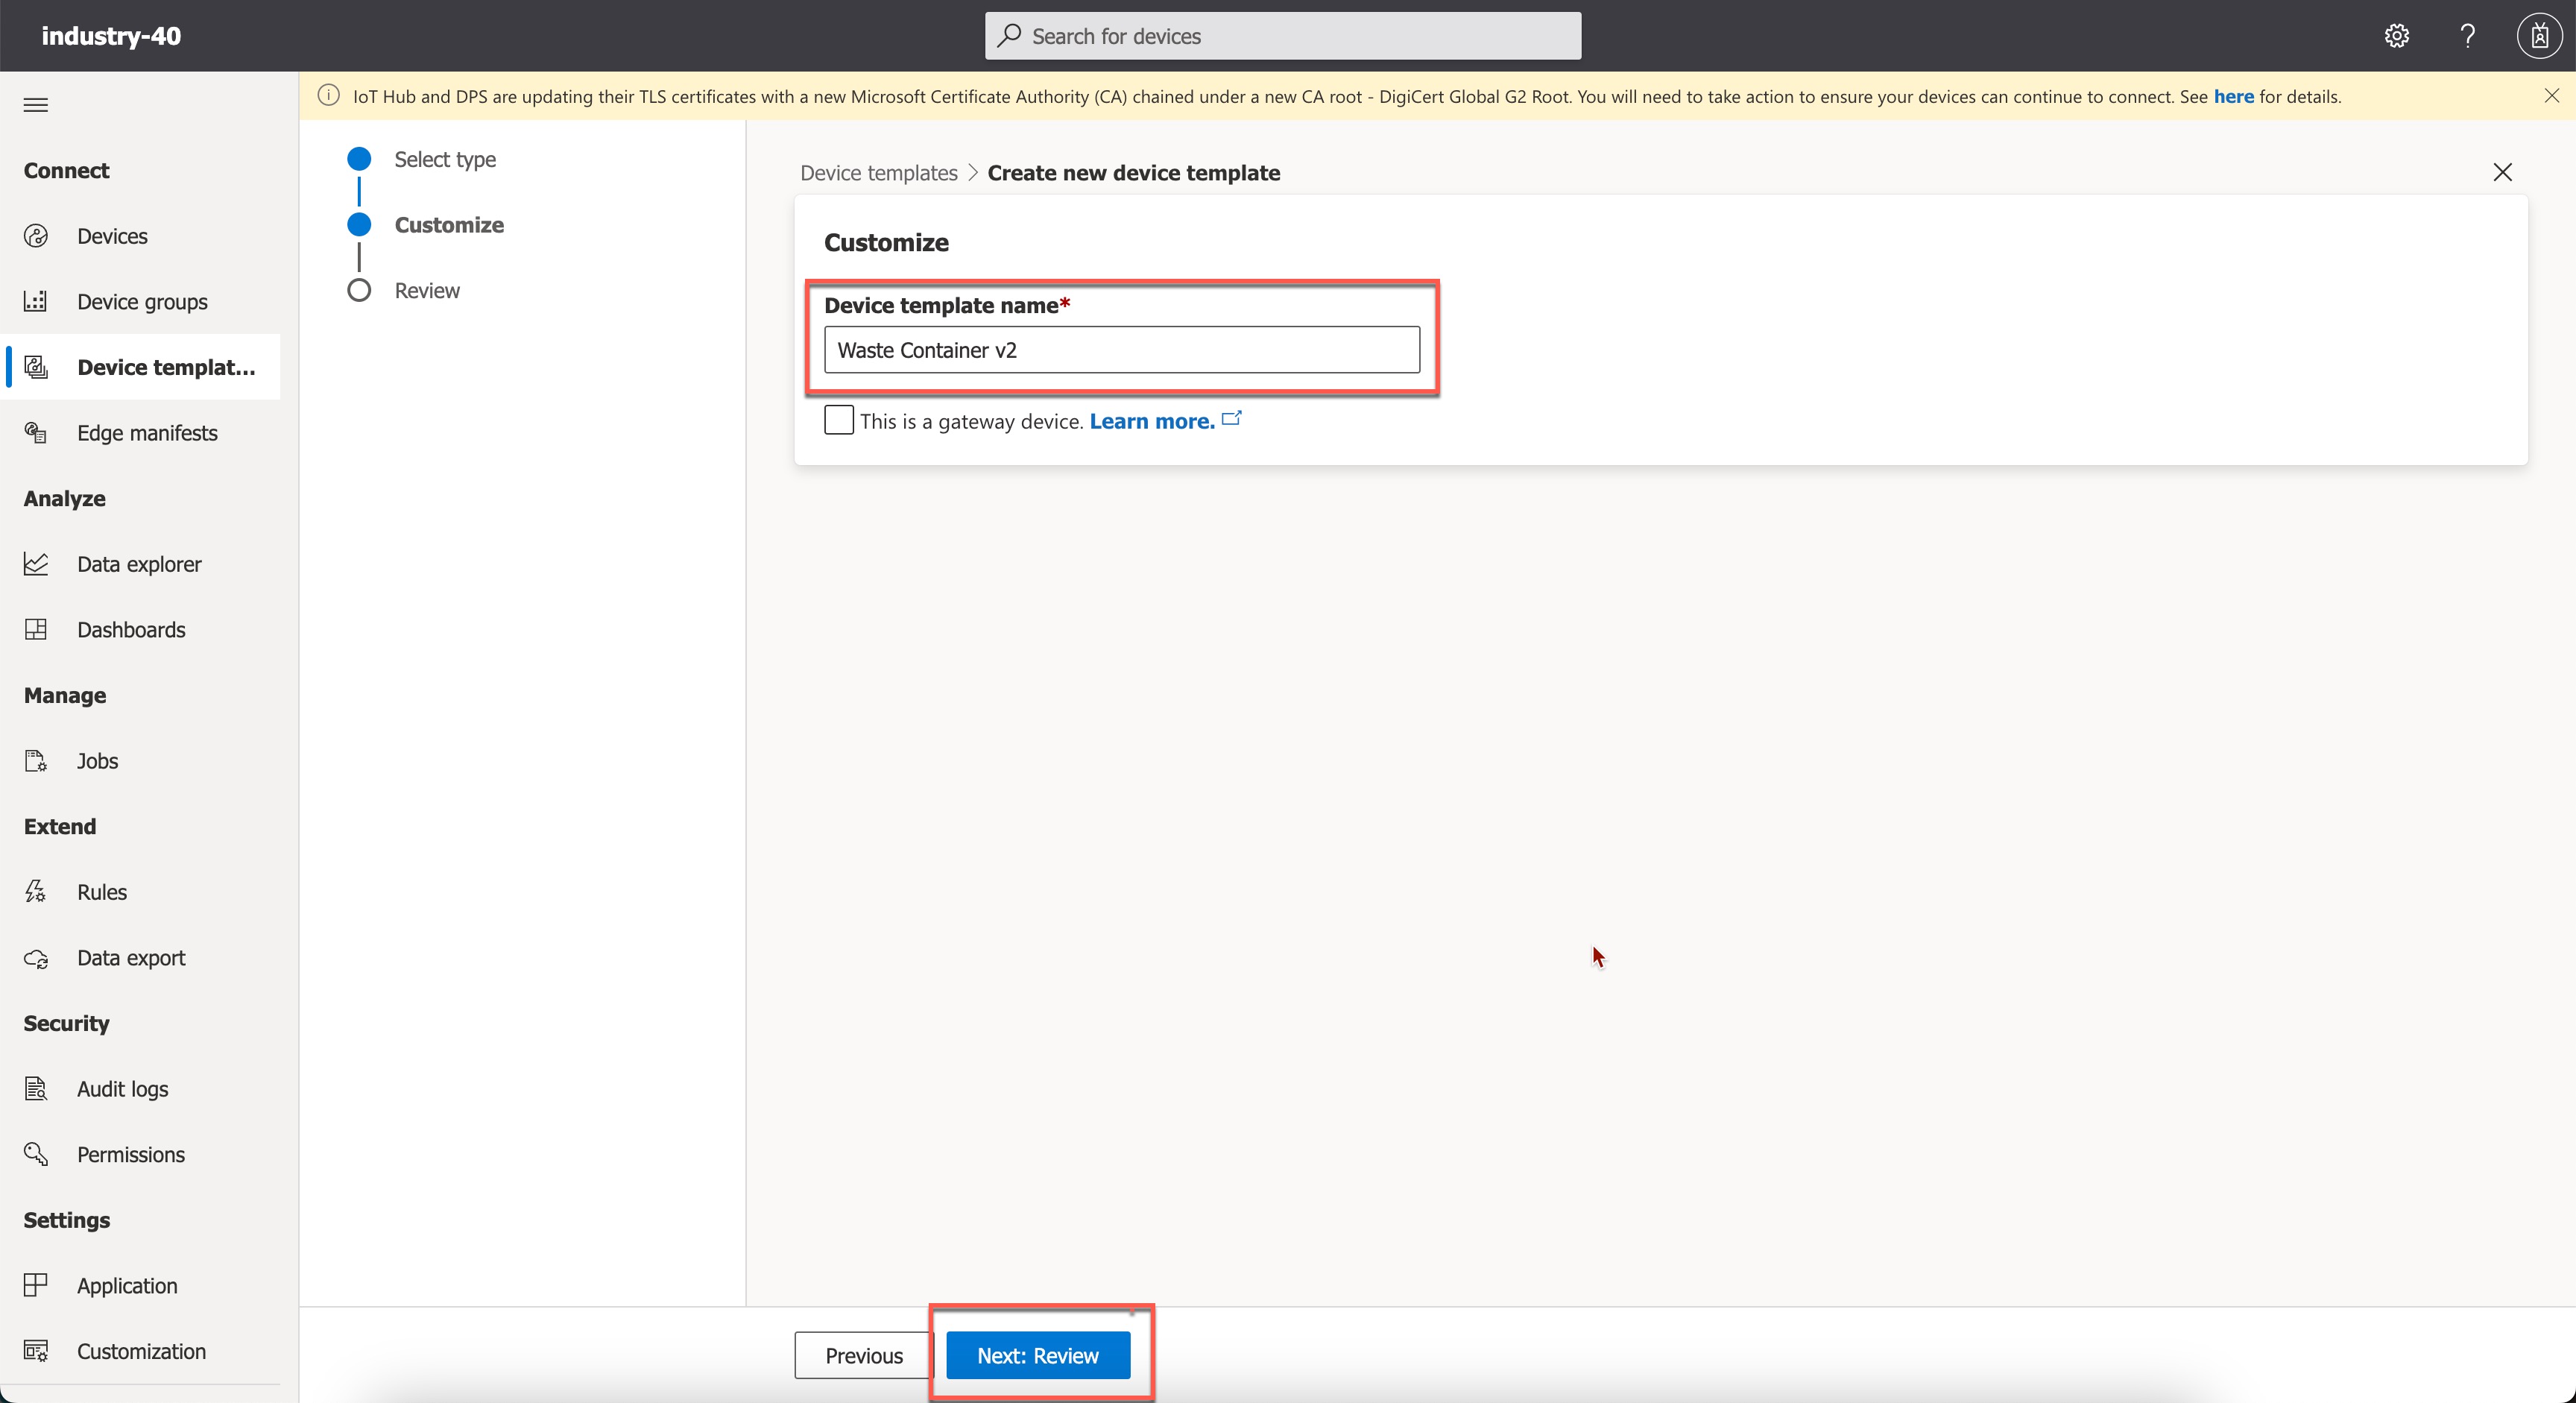 industry-40
Search for devices
IoT Hub and DPS are updating their TLS certificates with a new Microsoft Certificate Authority (CA) chained under a new CA root - DigiCert Global G2 Root. You will need to take action to ensure your devices can continue to connect. See here for details.
Connect
Devices
Device groups
Device templat...
Edge manifests
Analyze
Data explorer
Dashboards
Manage
Jobs
Extend
Rules
Data export
Security
Audit logs
Permissions
Settings
Application
Customization
Select type
Customize
Review
Device templates > Create new device template
Customize
Device template name*
Waste Container v2
This is a gateway device. Learn more.
Previous
Next: Review